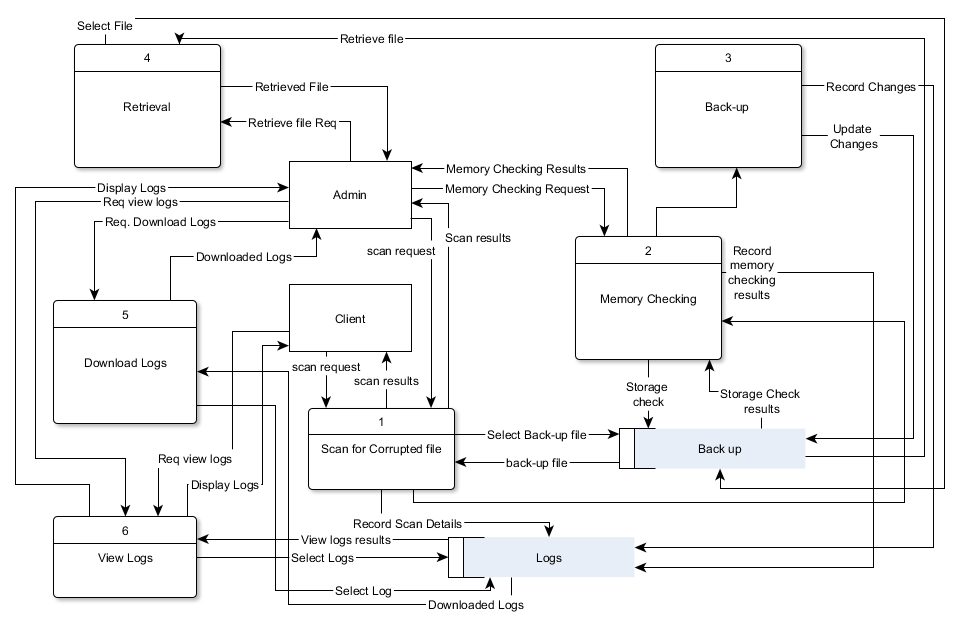 Select File
Retrieve file
4
Retrieval
3
Back-up
Retrieved File
Record Changes
Retrieve file Req
Update
Changes
Memory Checking Results
Display Logs
Memory Checking Request
Admin
Req view logs
Req. Download Logs
Scan results
scan request
2
Memory Checking
Record
memory
checking
results
Downloaded Logs
5
Download Logs
Client
scan request
scan results
Storage
check
Storage Check
results
1
Scan for Corrupted file
Select Back-up file
Back up
Req view logs
back-up file
Display Logs
6
View Logs
Record Scan Details
View logs results
Select Logs
Logs
Select Log
Downloaded Logs